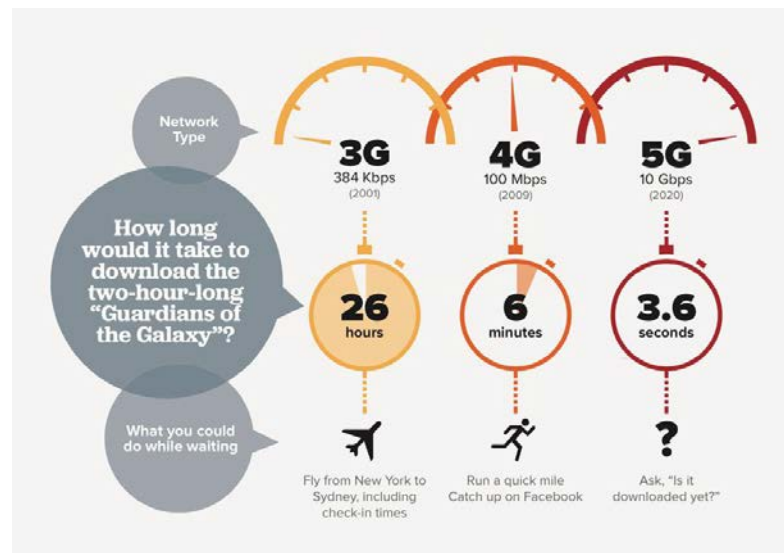 Network
Type
3G
384 Kbps
(2001)
4G
100 Mbps
(2009)
5G
10 Gbps
(2020)
How long
would it take to
download the
two-hour-long
“Guardians of
the Galaxy”?
26
hours
6
minutes
3.6
seconds
What you could
do while waiting
Fly from New York to
Sydney, including
check-in times
Run a quick mile
Catch up on Facebook
?
Ask, “Is it
downloaded yet?”